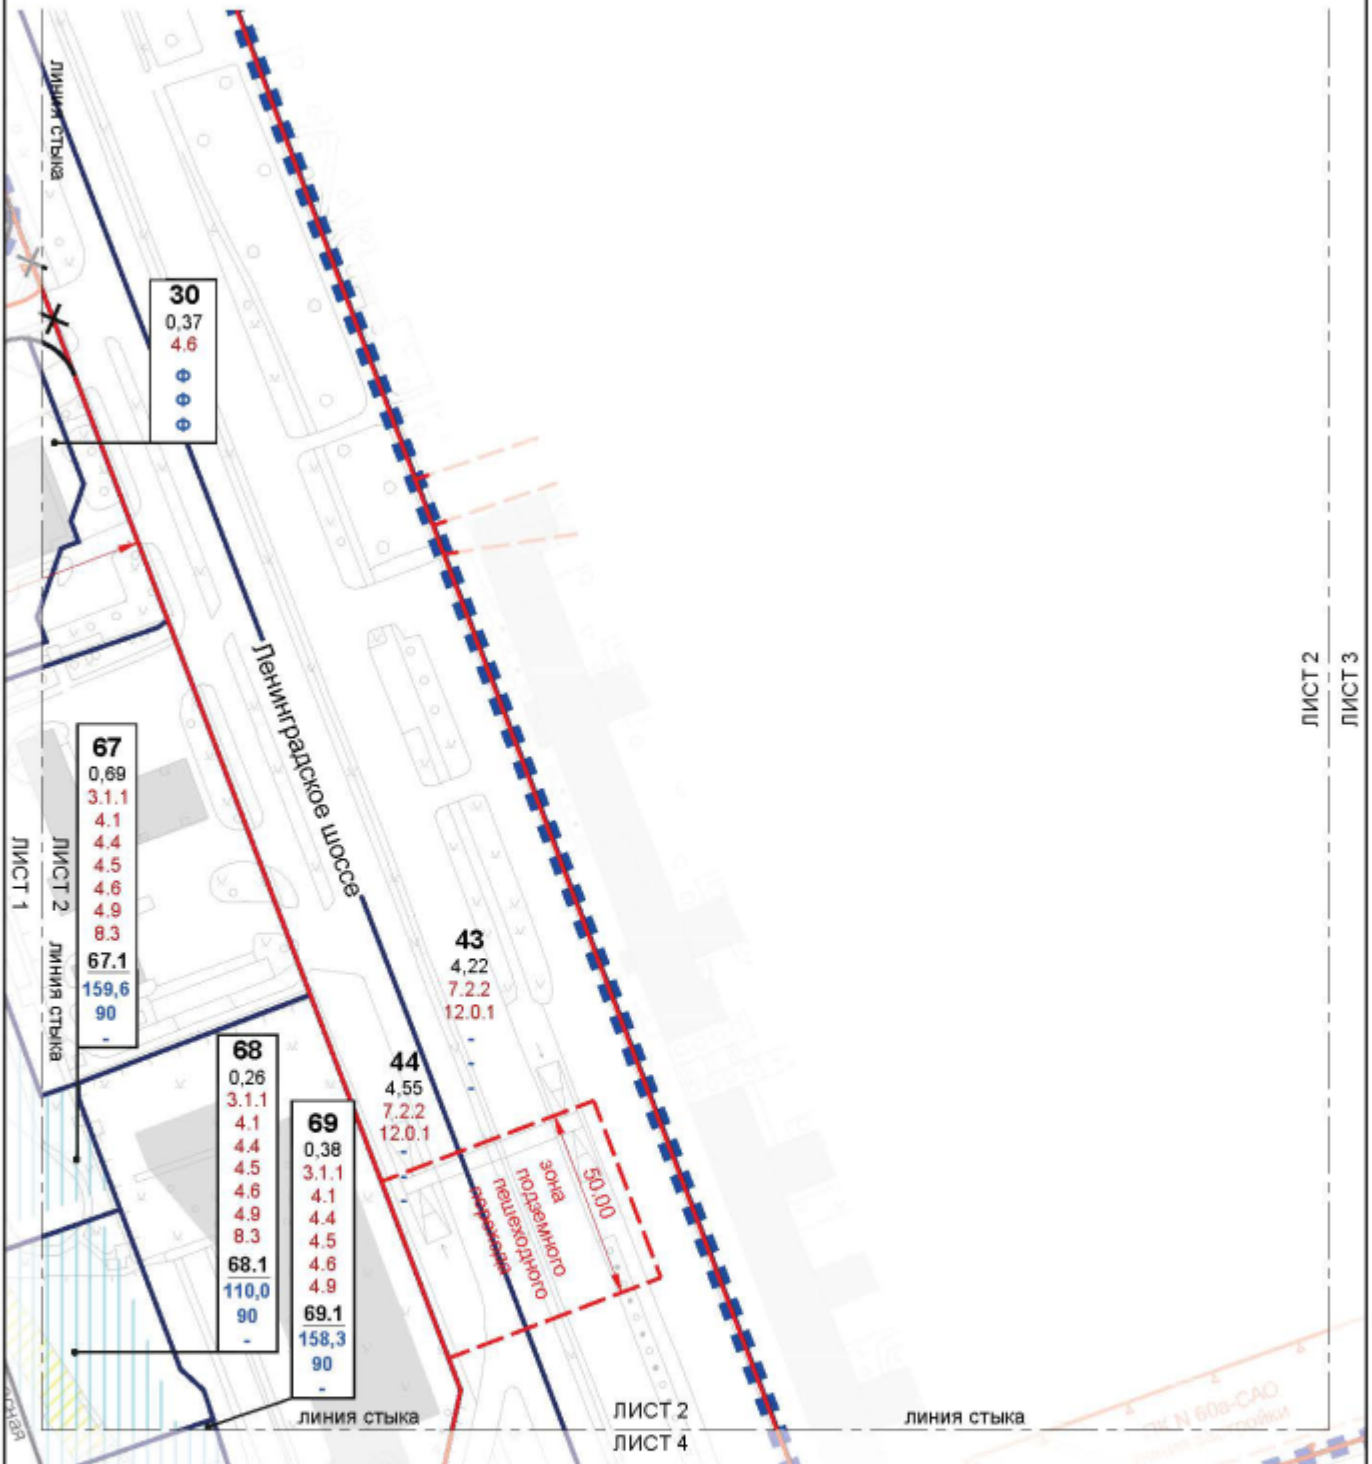 линия стыка
30
0,37
4.6
Ф
Ф
Ф
Ленинградское шоссе
ЛИСТ 2
ЛИСТ 3
67
0,69
3.1.1
4.1
4.4
4.5
4.6
4.9
8.3
67.1
159,6
90
-
ЛИСТ 1
ЛИСТ 2
линия стыка
43
4,22
7.2.2
12.0.1
-
-
-
44
4,55
7.2.2
12.0.1
-
-
-
68
0,26
3.1.1
4.1
4.4
4.5
4.6
4.9
8.3
68.1
110,0
90
-
69
0,38
3.1.1
4.1
4.4
4.5
4.6
4.9
69.1
158,3
90
-
50.00
зона
подземного
пешеходного
перехода
линия стыка
ЛИСТ 2
ЛИСТ 4
линия стыка
N 60в-САО